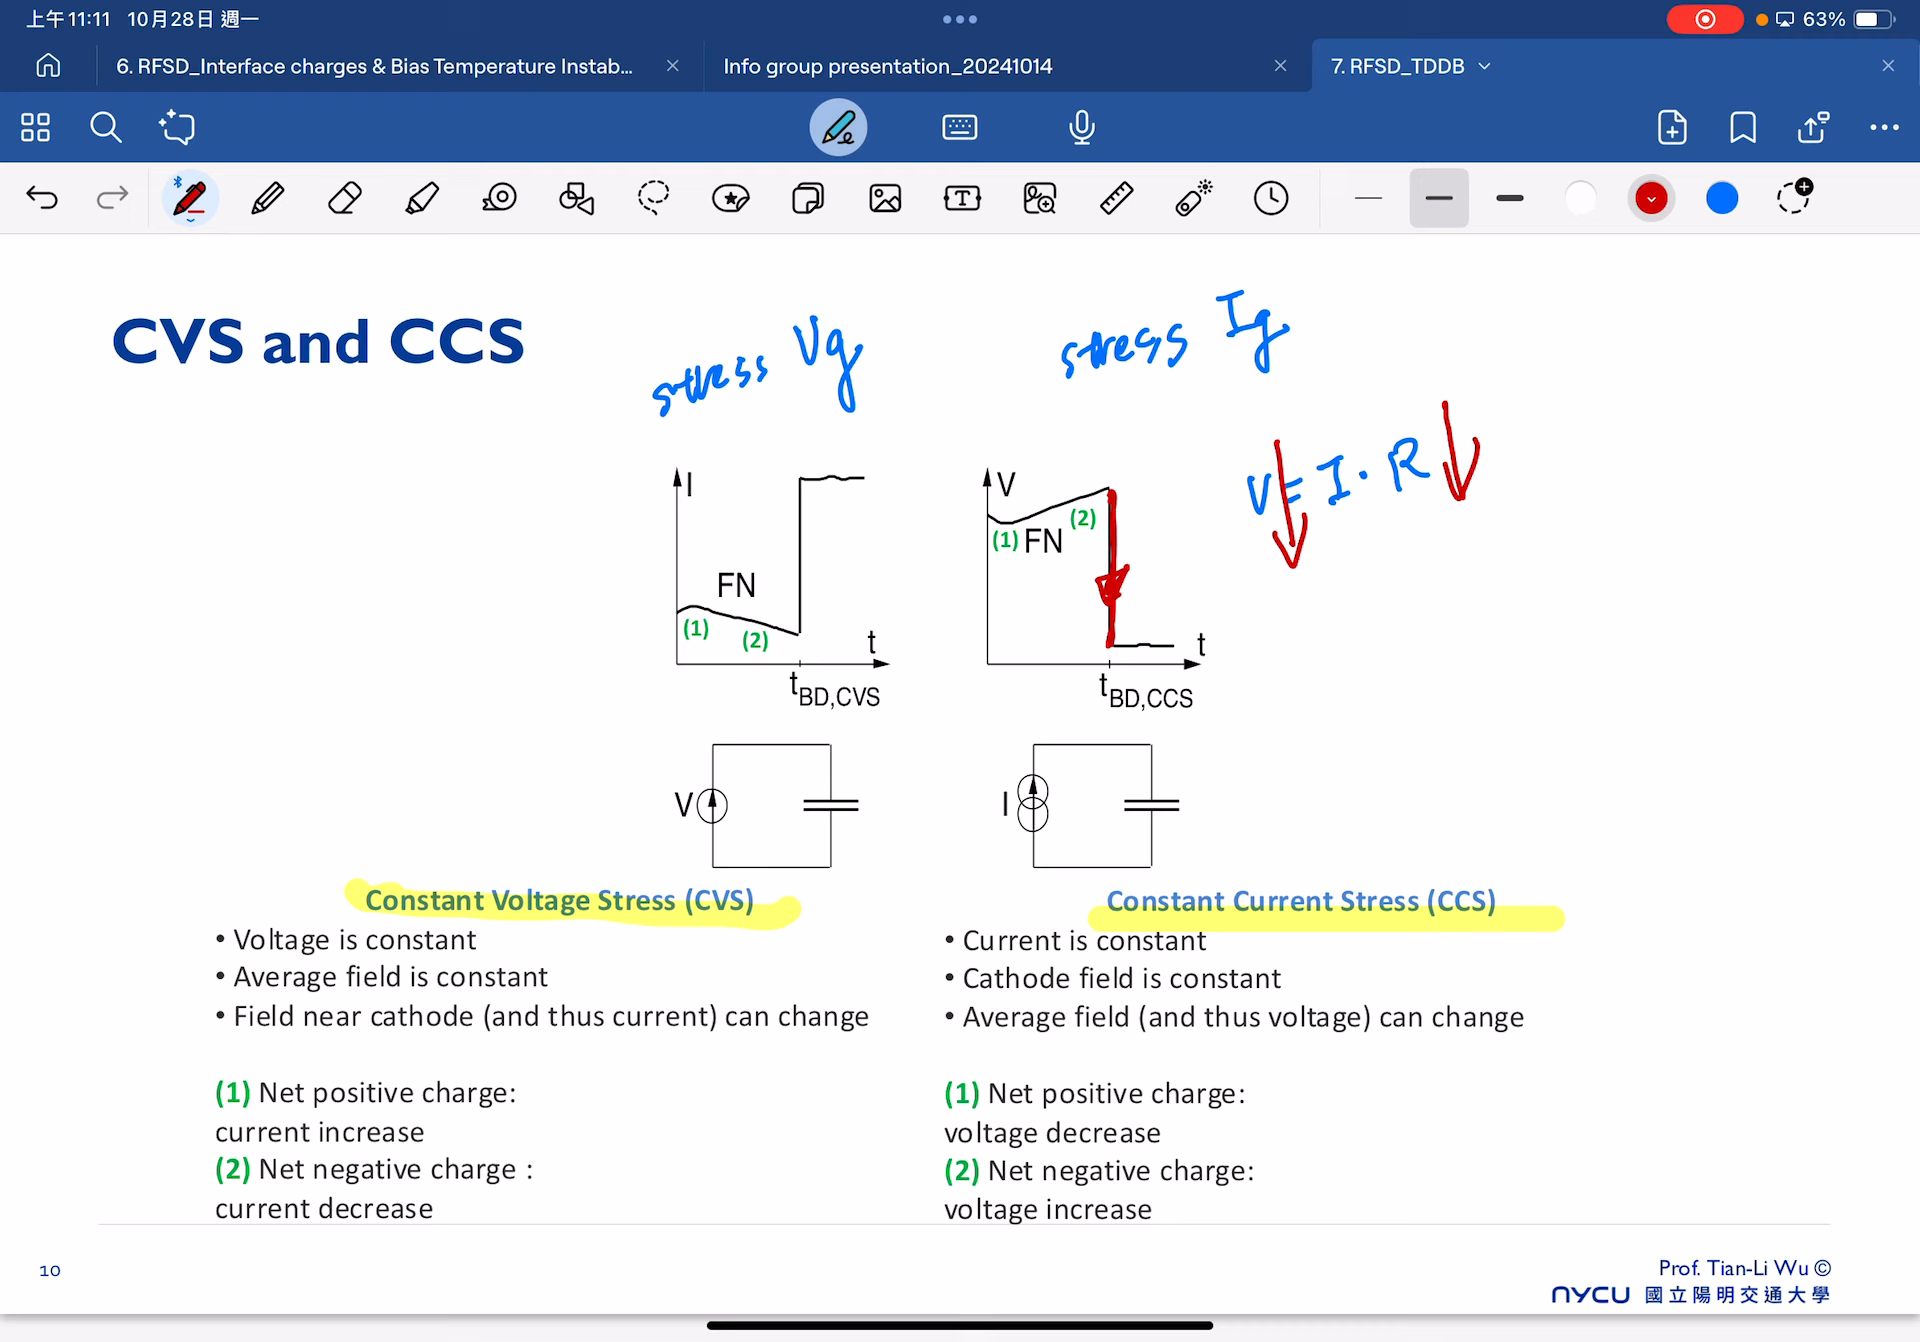 上午11:11 10月28日 週一
63%
6. RFSD_Interface charges & Bias Temperature Instab...
Info group presentation_20241014
7. RFSD_TDDB
CVS and CCS
stress Vg
stress Ig
V = I · R
I
FN
(1)
(2)
t
tBD,CVS
V
(1) FN
(2)
t
tBD,CCS
V
I
Constant Voltage Stress (CVS)
• Voltage is constant
• Average field is constant
• Field near cathode (and thus current) can change
(1) Net positive charge:
current increase
(2) Net negative charge :
current decrease
Constant Current Stress (CCS)
• Current is constant
• Cathode field is constant
• Average field (and thus voltage) can change
(1) Net positive charge:
voltage decrease
(2) Net negative charge:
voltage increase
10
Prof. Tian-Li Wu ©
NYCU 國立陽明交通大學